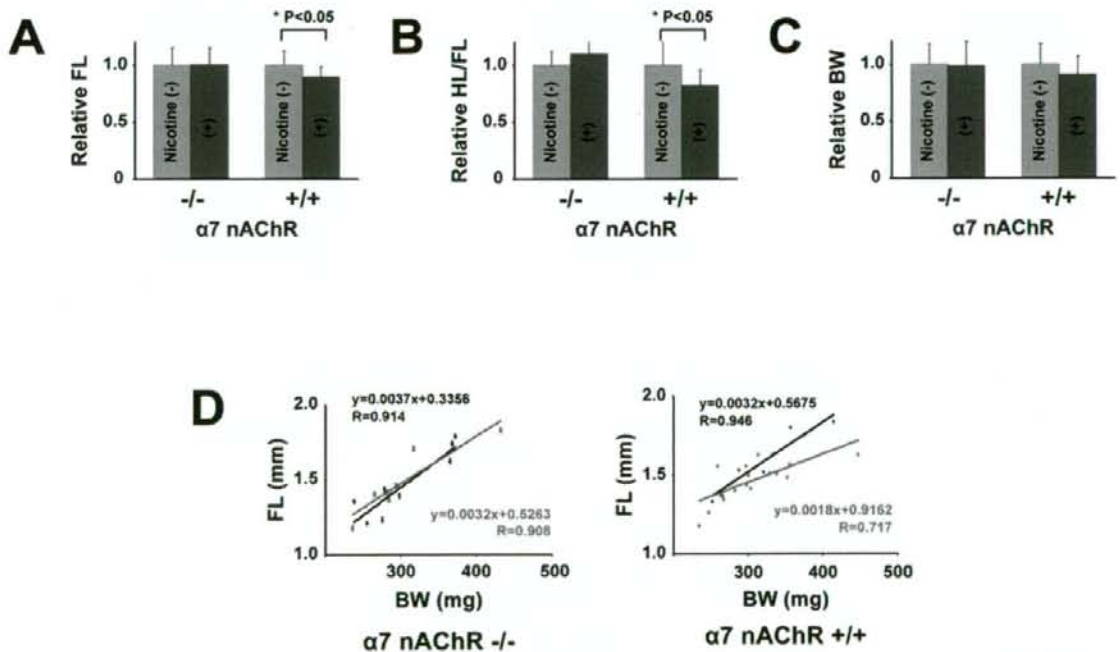 A
* P<0.05
Relative FL
1.0
0.5
0
Nicotine (-)
(+)
Nicotine (-)
(+)
-/-
+/+
α7 nAChR
B
* P<0.05
Relative HL/FL
1.0
0.5
0
Nicotine (-)
(+)
Nicotine (-)
(+)
-/-
+/+
α7 nAChR
C
Relative BW
1.0
0.5
0
Nicotine (-)
(+)
Nicotine (-)
(+)
-/-
+/+
α7 nAChR
D
FL (mm)
2.0
1.5
1.0
y=0.0037x+0.3356
R=0.914
y=0.0032x+0.5263
R=0.908
300
400
500
BW (mg)
α7 nAChR -/-
FL (mm)
2.0
1.5
1.0
y=0.0032x+0.5675
R=0.946
y=0.0018x+0.9162
R=0.717
300
400
500
BW (mg)
α7 nAChR +/+